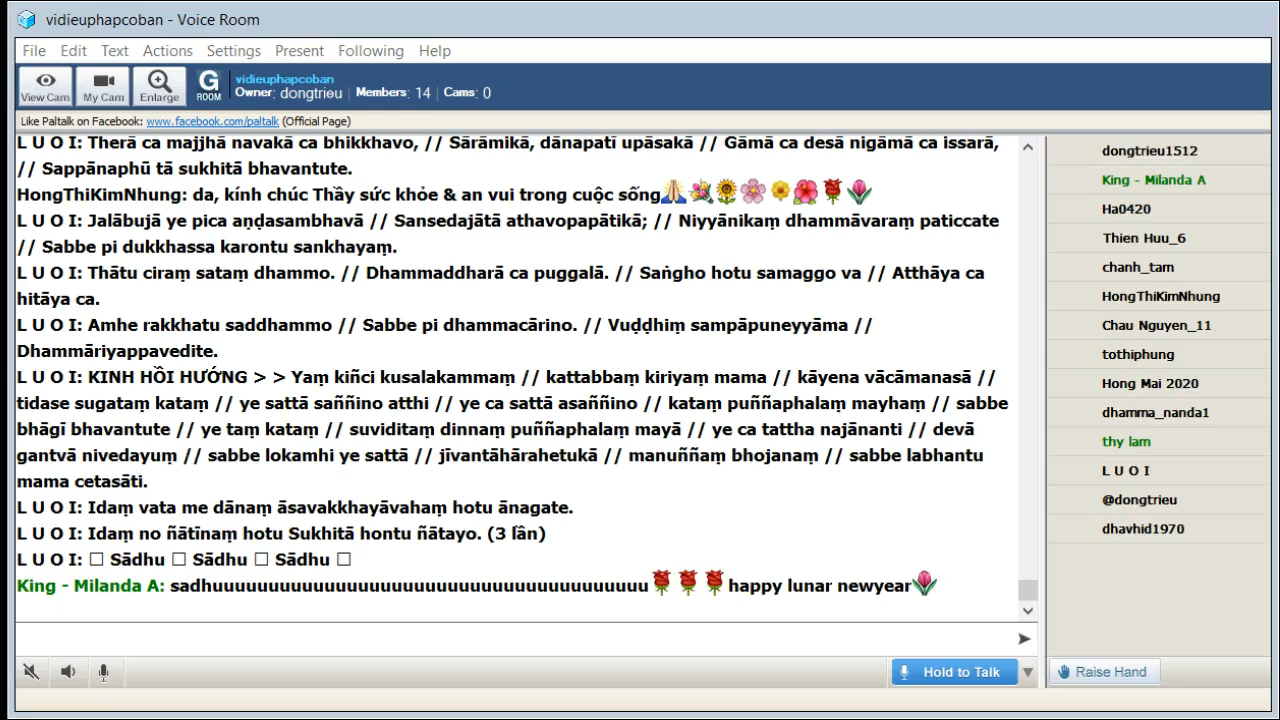 vidieuphapcoban - Voice Room
File Edit Text Actions Settings Present Following Help
View Cam My Cam Enlarge G ROOM vidieuphapcoban
Owner: dongtrieu | Members: 14 | Cams: 0
Like Paltalk on Facebook: www.facebook.com/paltalk (Official Page)
L U O I: Therā ca majjhā navakā ca bhikkhavo, // Sārāmikā, dānapatī upāsakā // Gāmā ca desā nigāmā ca issarā,
// Sappānaphū tā sukhitā bhavantute.
HongThiKimNhung: da, kính chúc Thầy sức khỏe & an vui trong cuộc sống🙏💐🌻🌸🌼🌺🌹🌷
L U O I: Jalābujā ye pica aṇḍasambhavā // Sansedajātā athavopapātikā; // Niyyānikaṃ dhammāvaraṃ paticcate
// Sabbe pi dukkhassa karontu sankhayaṃ.
L U O I: Thātu ciraṃ sataṃ dhammo. // Dhammaddharā ca puggalā. // Saṅgho hotu samaggo va // Atthāya ca
hitāya ca.
L U O I: Amhe rakkhatu saddhammo // Sabbe pi dhammacārino. // Vuḍḍhiṃ sampāpuneyyāma //
Dhammāriyappavedite.
L U O I: KINH HỒI HƯỚNG > > Yaṃ kiñci kusalakammaṃ // kattabbaṃ kiriyaṃ mama // kāyena vācāmanasā //
tidase sugataṃ kataṃ // ye sattā saññino atthi // ye ca sattā asaññino // kataṃ puññaphalaṃ mayhaṃ // sabbe
bhāgī bhavantute // ye taṃ kataṃ // suviditaṃ dinnaṃ puññaphalaṃ mayā // ye ca tattha najānanti // devā
gantvā nivedayuṃ // sabbe lokamhi ye sattā // jīvantāhārahetukā // manuññaṃ bhojanaṃ // sabbe labhantu
mama cetasāti.
L U O I: Idaṃ vata me dānaṃ āsavakkhayāvahaṃ hotu ānagate.
L U O I: Idaṃ no ñātīnaṃ hotu Sukhitā hontu ñātayo. (3 lần)
L U O I: □ Sādhu □ Sādhu □ Sādhu □
King - Milanda A: sadhuuuuuuuuuuuuuuuuuuuuuuuuuuuuuuuuuuuuuuu🌹🌹🌹happy lunar newyear🌷
dongtrieu1512
King - Milanda A
Ha0420
Thien Huu_6
chanh_tam
HongThiKimNhung
Chau Nguyen_11
tothiphung
Hong Mai 2020
dhamma_nanda1
thy lam
L U O I
@dongtrieu
dhavhid1970
Hold to Talk
Raise Hand